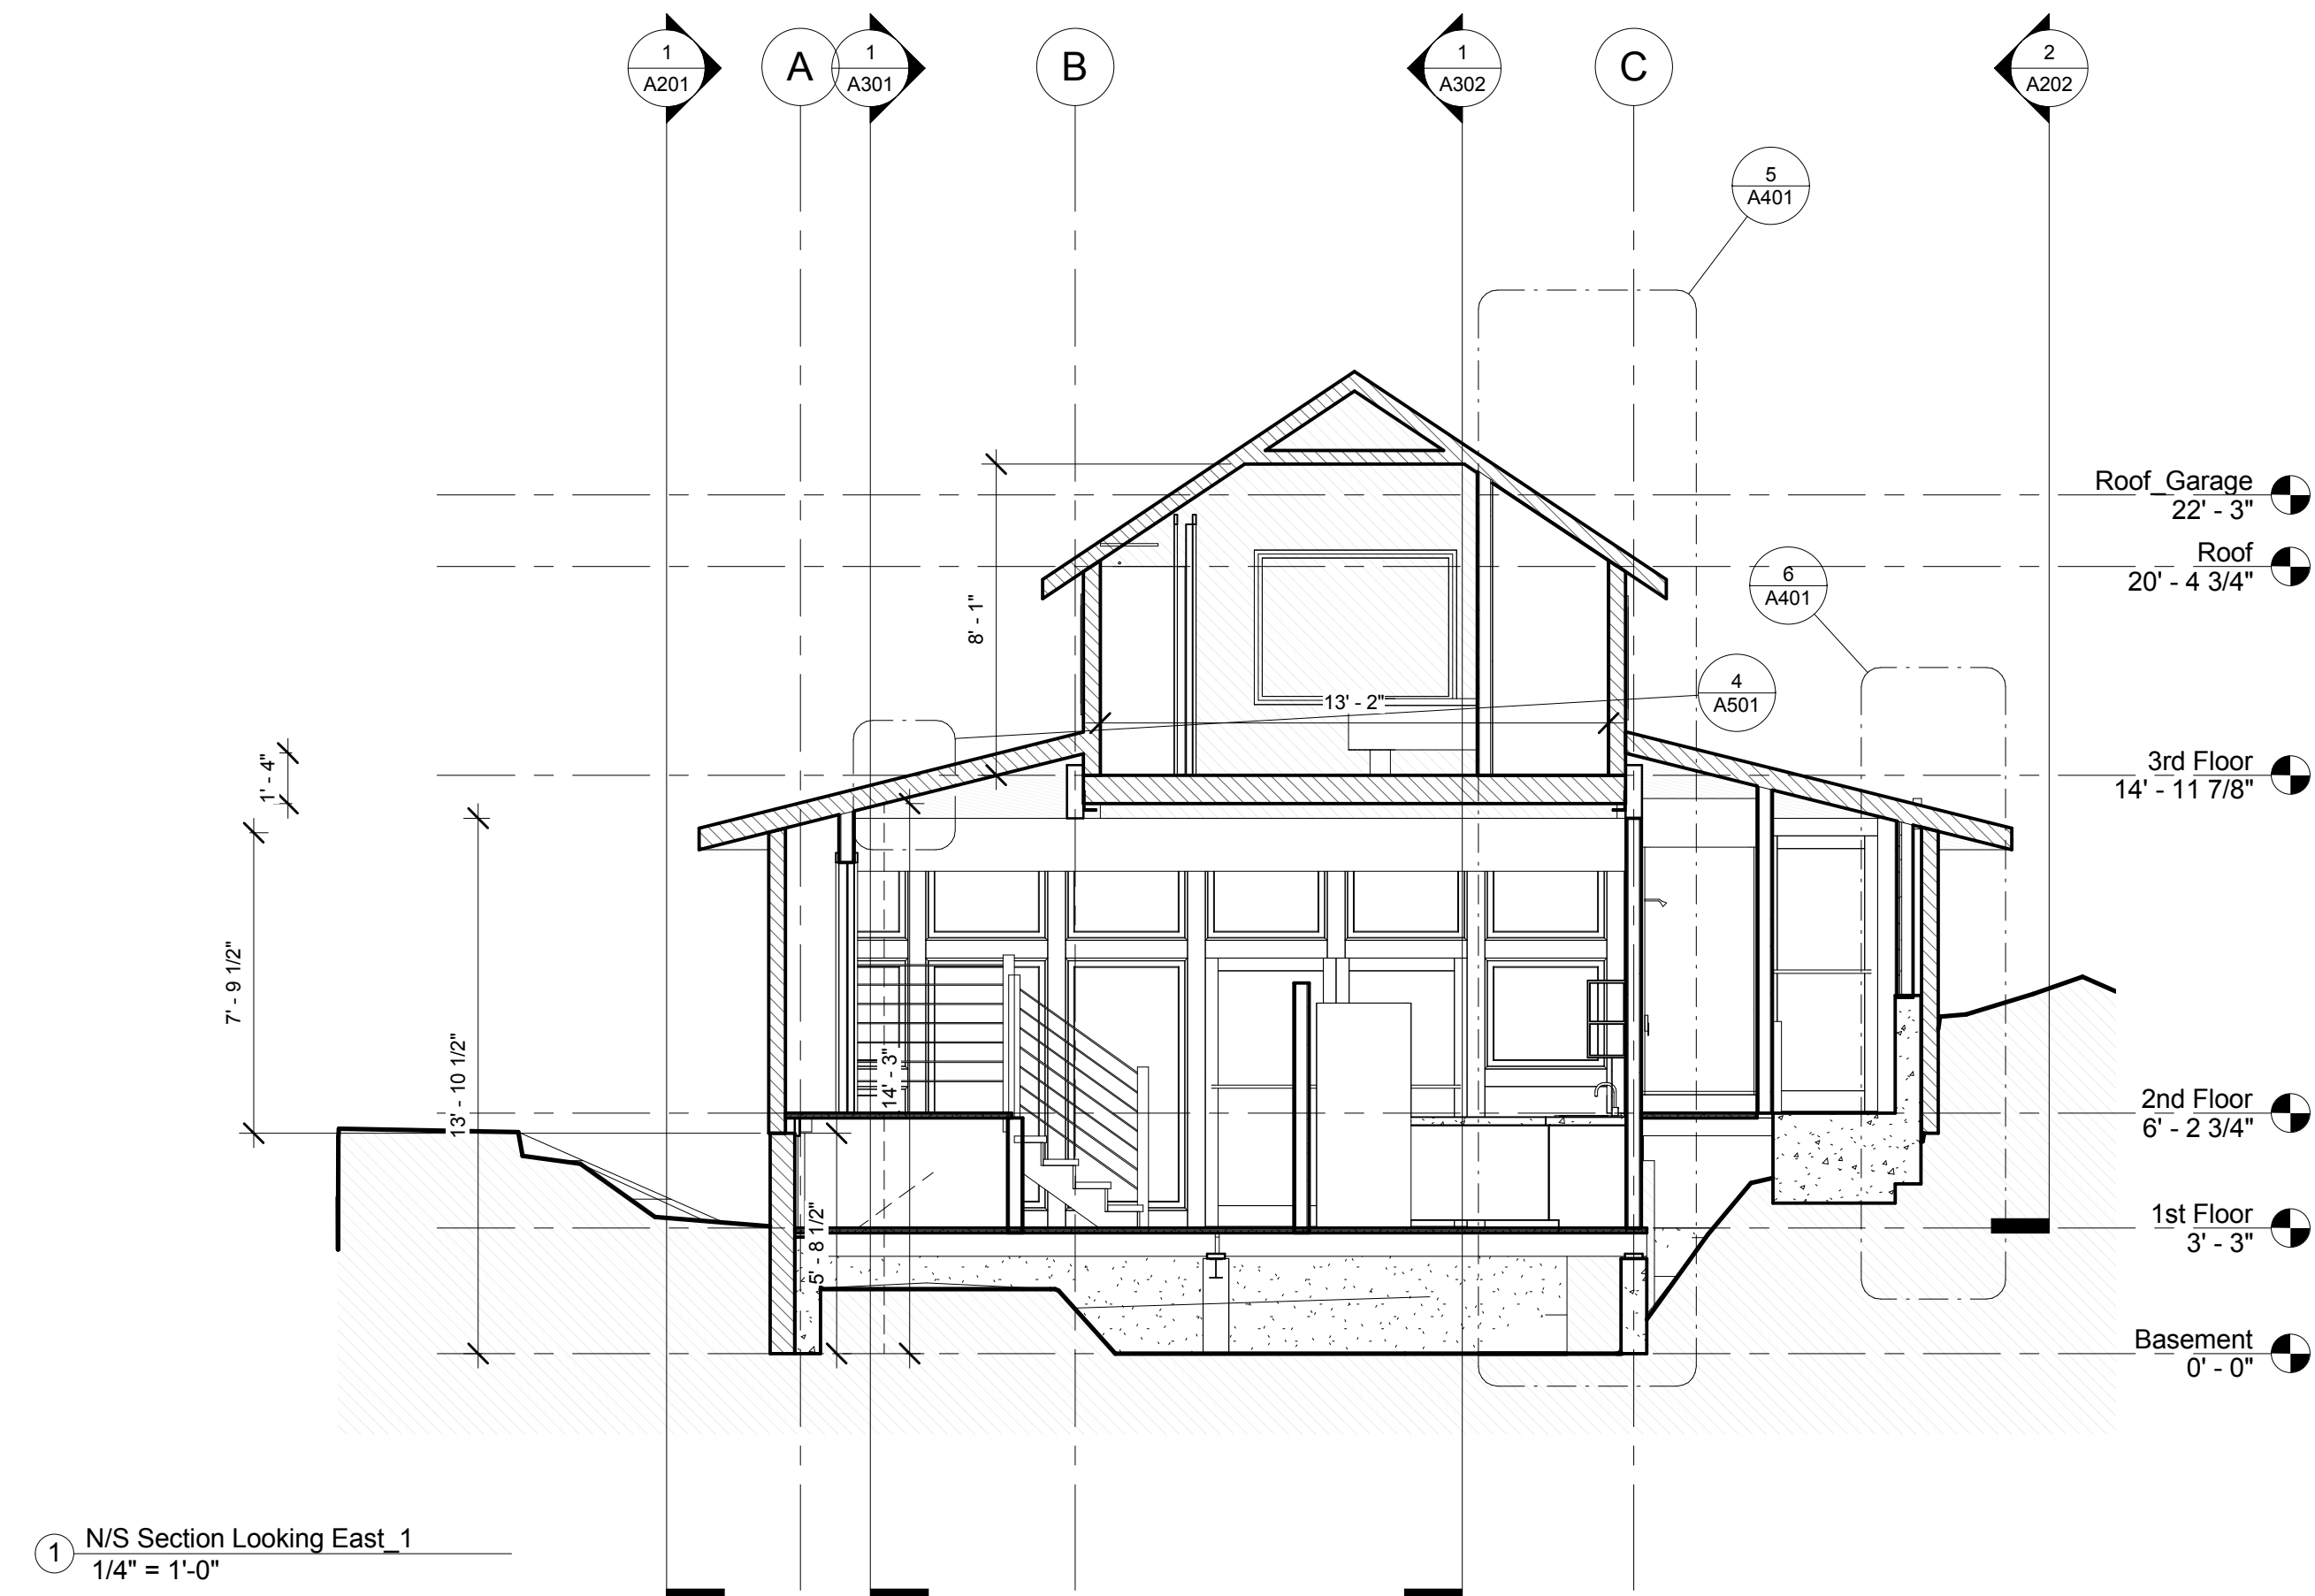 1
A201
A
1
A301
B
1
A302
C
2
A202
5
A401
Roof_Garage
22' - 3"
Roof
20' - 4 3/4"
6
A401
8' - 1"
13' - 2"
4
A501
3rd Floor
14' - 11 7/8"
1' - 4"
7' - 9 1/2"
13' - 10 1/2"
14' - 3"
2nd Floor
6' - 2 3/4"
5' - 8 1/2"
1st Floor
3' - 3"
Basement
0' - 0"
1
N/S Section Looking East_1
1/4" = 1'-0"